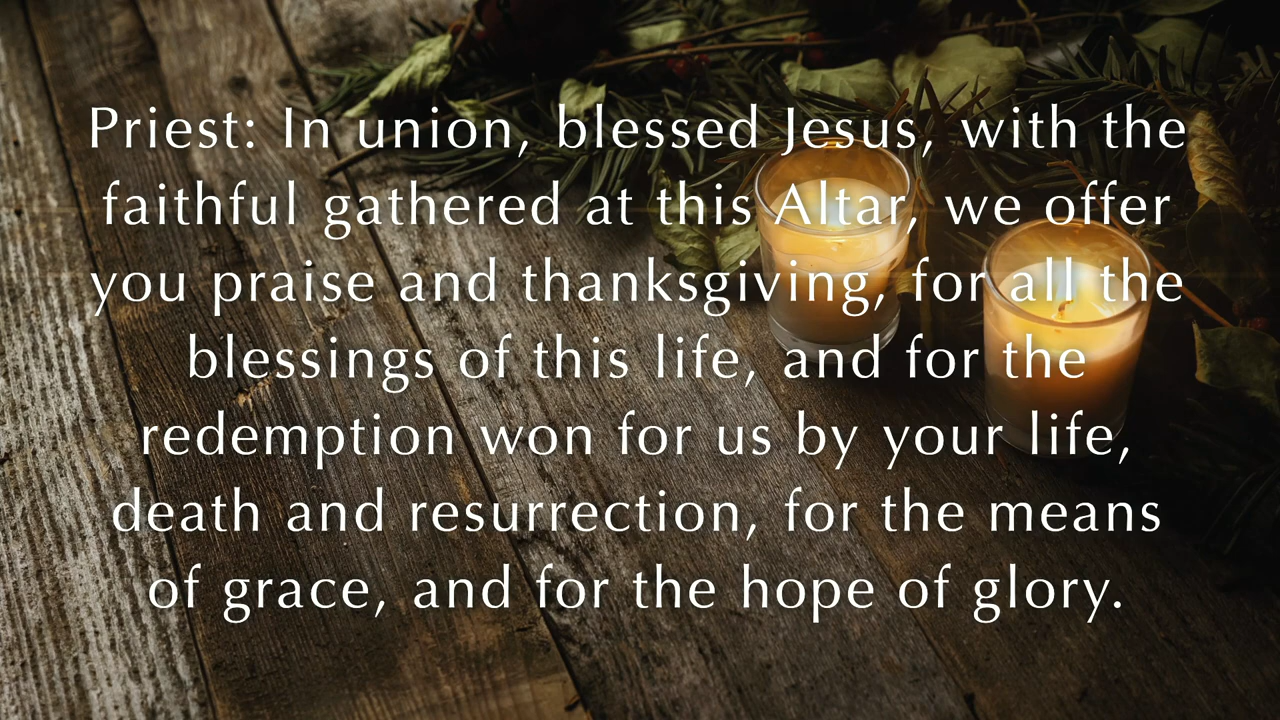 Priest: In union, blessed Jesus, with the
faithful gathered at this Altar, we offer
you praise and thanksgiving, for all the
blessings of this life, and for the
redemption won for us by your life,
death and resurrection, for the means
of grace, and for the hope of glory.